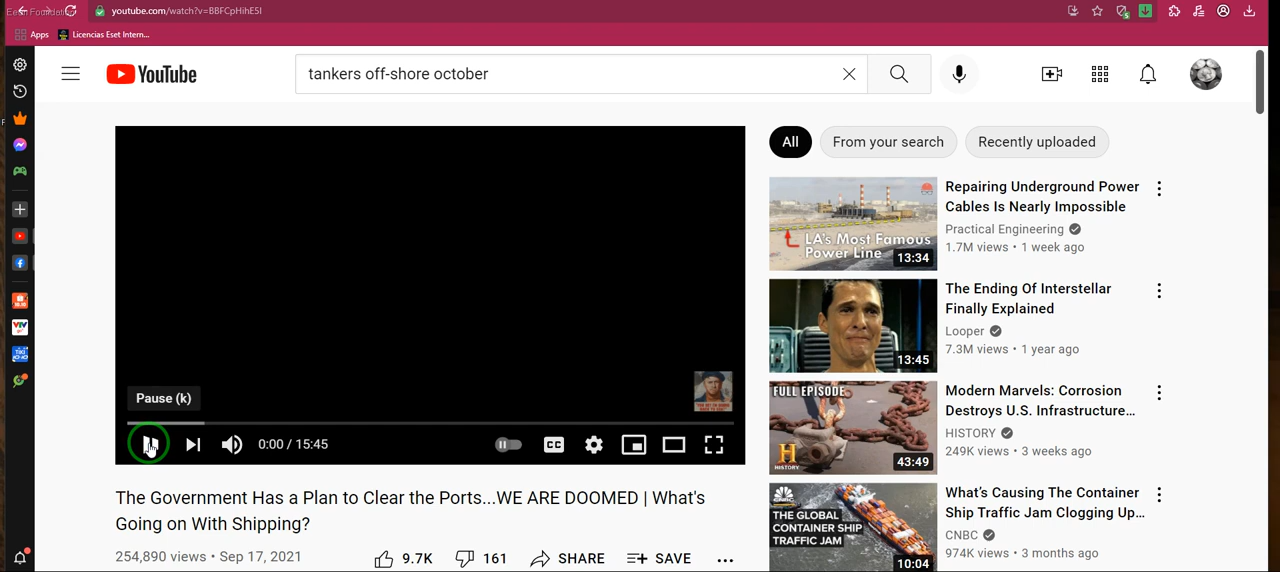 youtube.com/watch?v=BBFCpHihE5I
Apps
Licencias Eset Intern...
YouTube
tankers off-shore october
Pause (k)
0:00 / 15:45
CC
The Government Has a Plan to Clear the Ports...WE ARE DOOMED | What's
Going on With Shipping?
254,890 views • Sep 17, 2021
9.7K
161
SHARE
SAVE
All
From your search
Recently uploaded
LA's Most Famous
Power Line
13:34
Repairing Underground Power
Cables Is Nearly Impossible
Practical Engineering
1.7M views • 1 week ago
13:45
The Ending Of Interstellar
Finally Explained
Looper
7.3M views • 1 year ago
FULL EPISODE
H
HISTORY
43:49
Modern Marvels: Corrosion
Destroys U.S. Infrastructure...
HISTORY
249K views • 3 weeks ago
CNBC
THE GLOBAL
CONTAINER SHIP
TRAFFIC JAM
10:04
What's Causing The Container
Ship Traffic Jam Clogging Up...
CNBC
974K views • 3 months ago